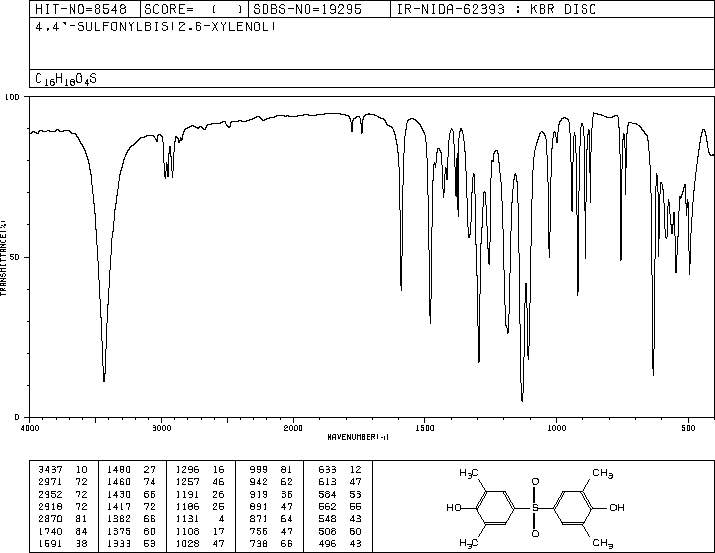 HIT-NO=8548 SCORE= ( ) SDBS-NO=19295 IR-NIDA-62393 : KBR DISC
4,4'-SULFONYLBIS(2,6-XYLENOL)
C16H18O4S
100
50
0
TRANSMITTANCE(%)
4000 3000 2000 1500 1000 500
WAVENUMBER(-1)
3437 10 1480 27 1296 16 999 81 633 12
2971 72 1460 74 1257 46 942 62 613 47
2952 72 1430 66 1191 26 919 36 584 53
2918 72 1417 72 1186 25 891 47 562 55
2870 81 1382 66 1131 4 871 64 548 43
1740 84 1375 60 1108 17 755 47 508 60
1591 38 1333 53 1028 47 738 66 496 43
H3C CH3
HO S OH
O
O
H3C CH3